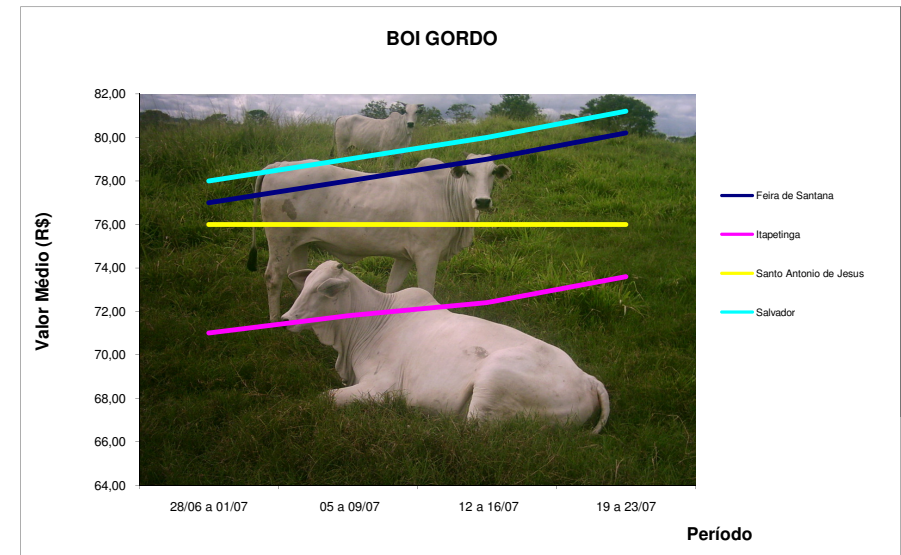 BOI GORDO
Valor Médio (R$)
82,00
80,00
78,00
76,00
74,00
72,00
70,00
68,00
66,00
64,00
28/06 a 01/07
05 a 09/07
12 a 16/07
19 a 23/07
Período
Feira de Santana
Itapetinga
Santo Antonio de Jesus
Salvador